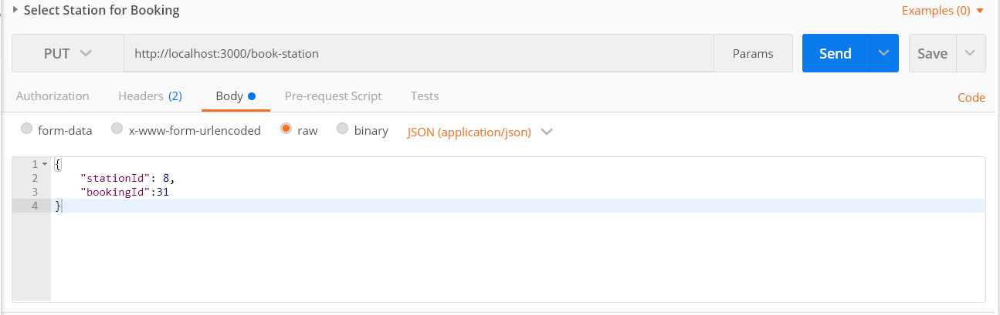 Select Station for Booking
Examples (0)
PUT http://localhost:3000/book-station Params Send Save
Authorization Headers (2) Body Pre-request Script Tests Code
form-data x-www-form-urlencoded raw binary JSON (application/json)
1 {
2 "stationId": 8,
3 "bookingId":31
4 }